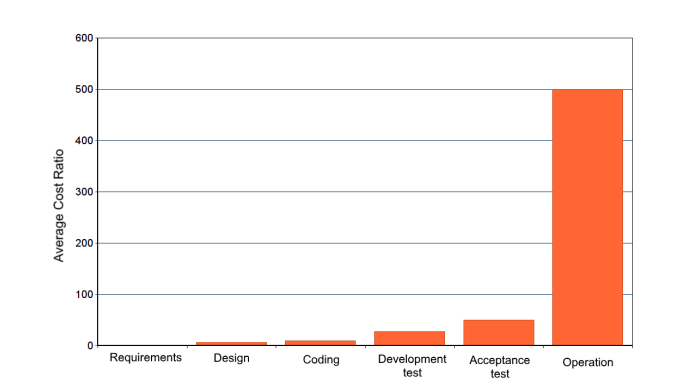 600
500
400
300
200
100
0
Average Cost Ratio
Requirements
Design
Coding
Development
test
Acceptance
test
Operation